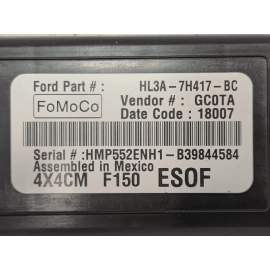 Ford Part # : HL3A-7H417-BC
FoMoCo
Vendor # : GC0TA
Date Code : 18007
Serial # :HMP552ENH1-B39844584
Assembled in Mexico
4X4CM F150 ESOF